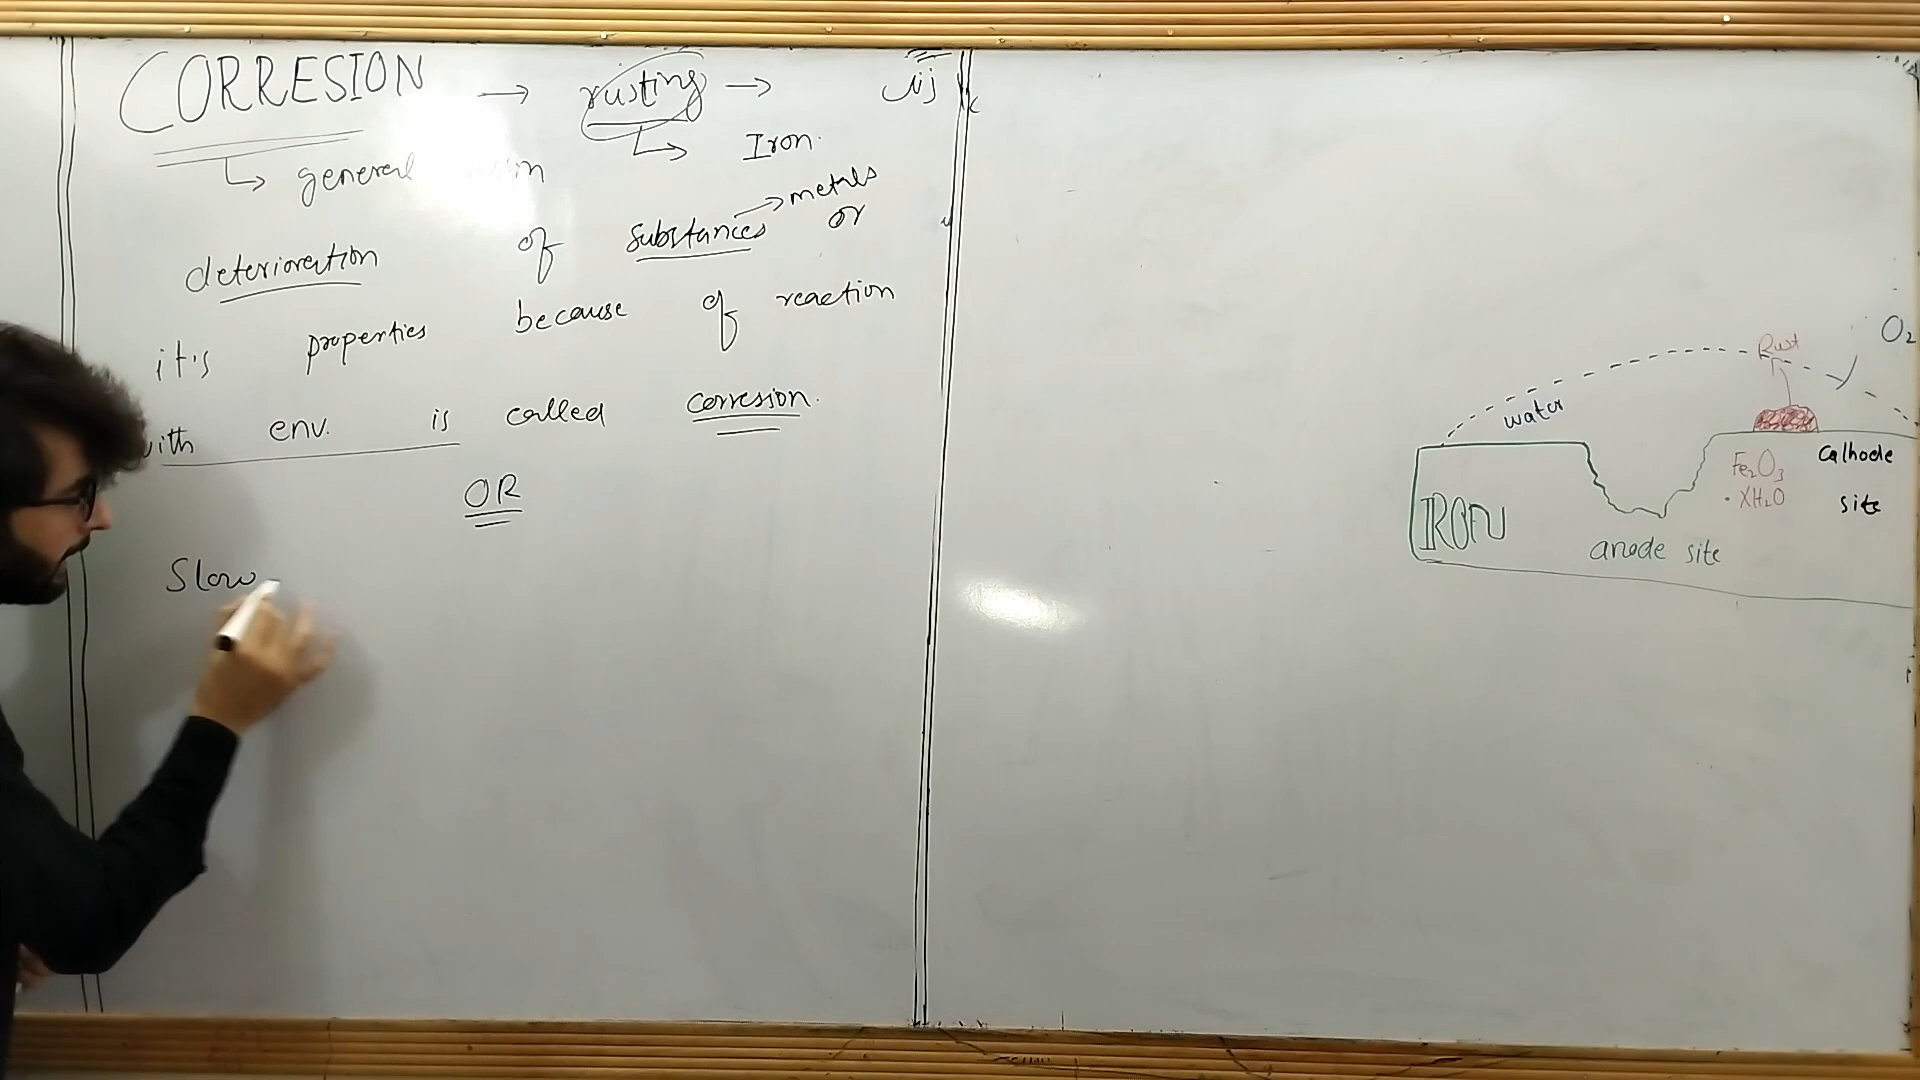 CORRESION → rusting → زنگ
↳ general
↳ Iron.
deterioration of substances → metals
or
it's properties because of reaction
with env. is called corresion.
OR
Slow
O₂
Rust
water
Cathode
site
Fe₂O₃
. XH₂O
IRON
anode site